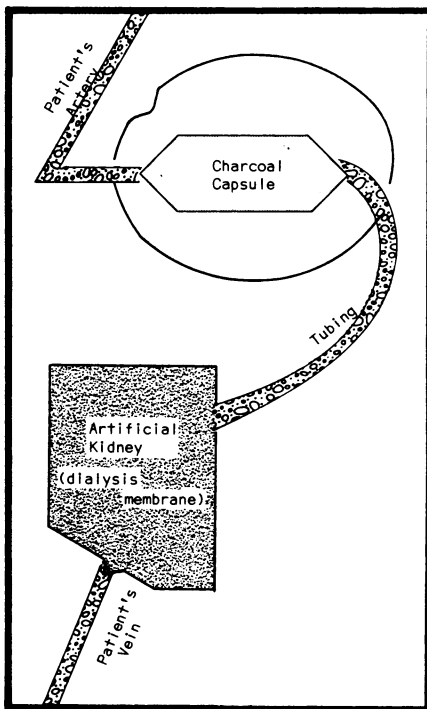 Patient's
Artery
Charcoal
Capsule
Tubing
Artificial
Kidney
(dialysis
membrane)
Patient's
Vein